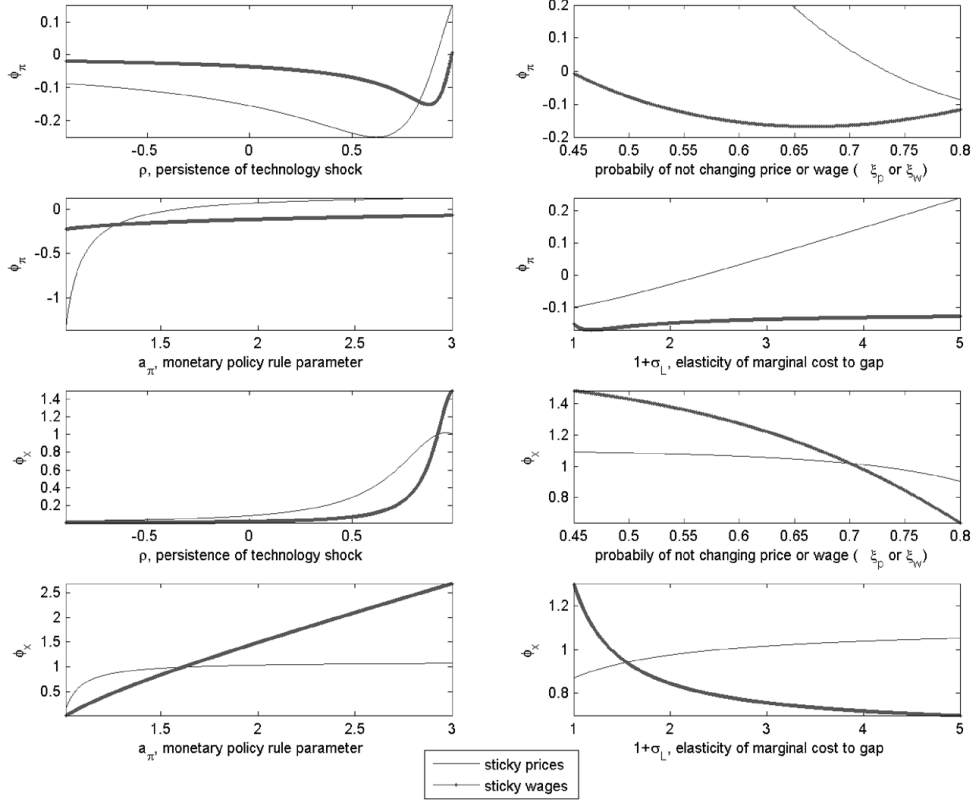 0.1
0
-0.1
-0.2
ϕπ
-0.5 0 0.5
ρ, persistence of technology shock
0.2
0.1
0
-0.1
-0.2
ϕπ
0.45 0.5 0.55 0.6 0.65 0.7 0.75 0.8
probabily of not changing price or wage ( ξp or ξw)
0
-0.5
-1
ϕπ
1.5 2 2.5 3
aπ, monetary policy rule parameter
0.2
0.1
0
-0.1
ϕπ
1 2 3 4 5
1+σL, elasticity of marginal cost to gap
1.4
1.2
1
0.8
0.6
0.4
0.2
ϕχ
-0.5 0 0.5
ρ, persistence of technology shock
1.4
1.2
1
0.8
ϕχ
0.45 0.5 0.55 0.6 0.65 0.7 0.75 0.8
probabily of not changing price or wage ( ξp or ξw)
2.5
2
1.5
1
0.5
ϕχ
1.5 2 2.5 3
aπ, monetary policy rule parameter
1.2
1
0.8
ϕχ
1 2 3 4 5
1+σL, elasticity of marginal cost to gap
sticky prices
sticky wages